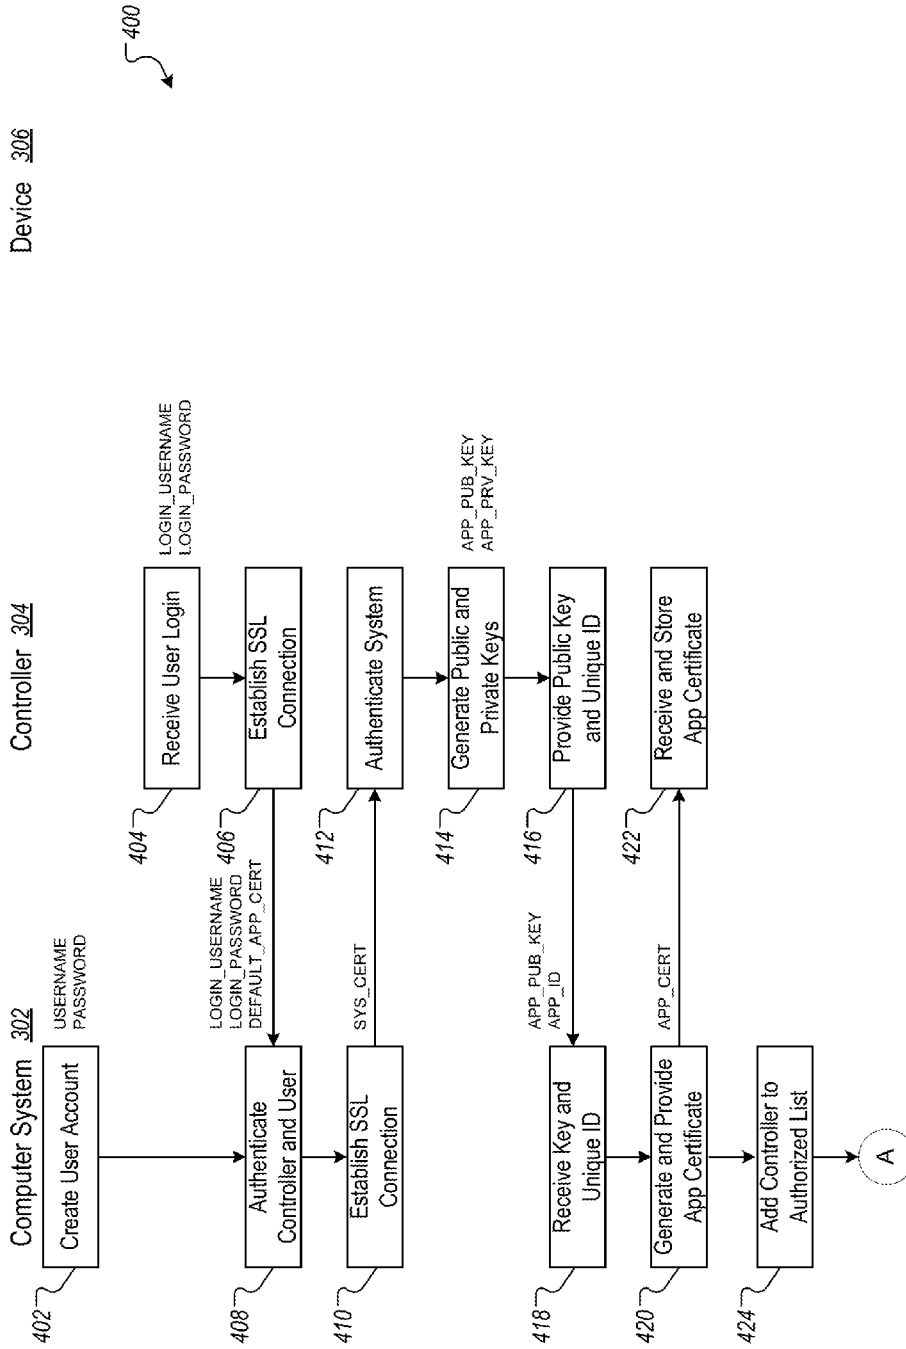 400
Computer System 302
Controller 304
Device 306
402
Create User Account
USERNAME
PASSWORD
404
Receive User Login
LOGIN_USERNAME
LOGIN_PASSWORD
406
Establish SSL
Connection
LOGIN_USERNAME
LOGIN_PASSWORD
DEFAULT_APP_CERT
408
Authenticate
Controller and User
410
Establish SSL
Connection
SYS_CERT
412
Authenticate System
414
Generate Public and
Private Keys
APP_PUB_KEY
APP_PRV_KEY
416
Provide Public Key
and Unique ID
APP_PUB_KEY
APP_ID
418
Receive Key and
Unique ID
420
Generate and Provide
App Certificate
APP_CERT
422
Receive and Store
App Certificate
424
Add Controller to
Authorized List
A